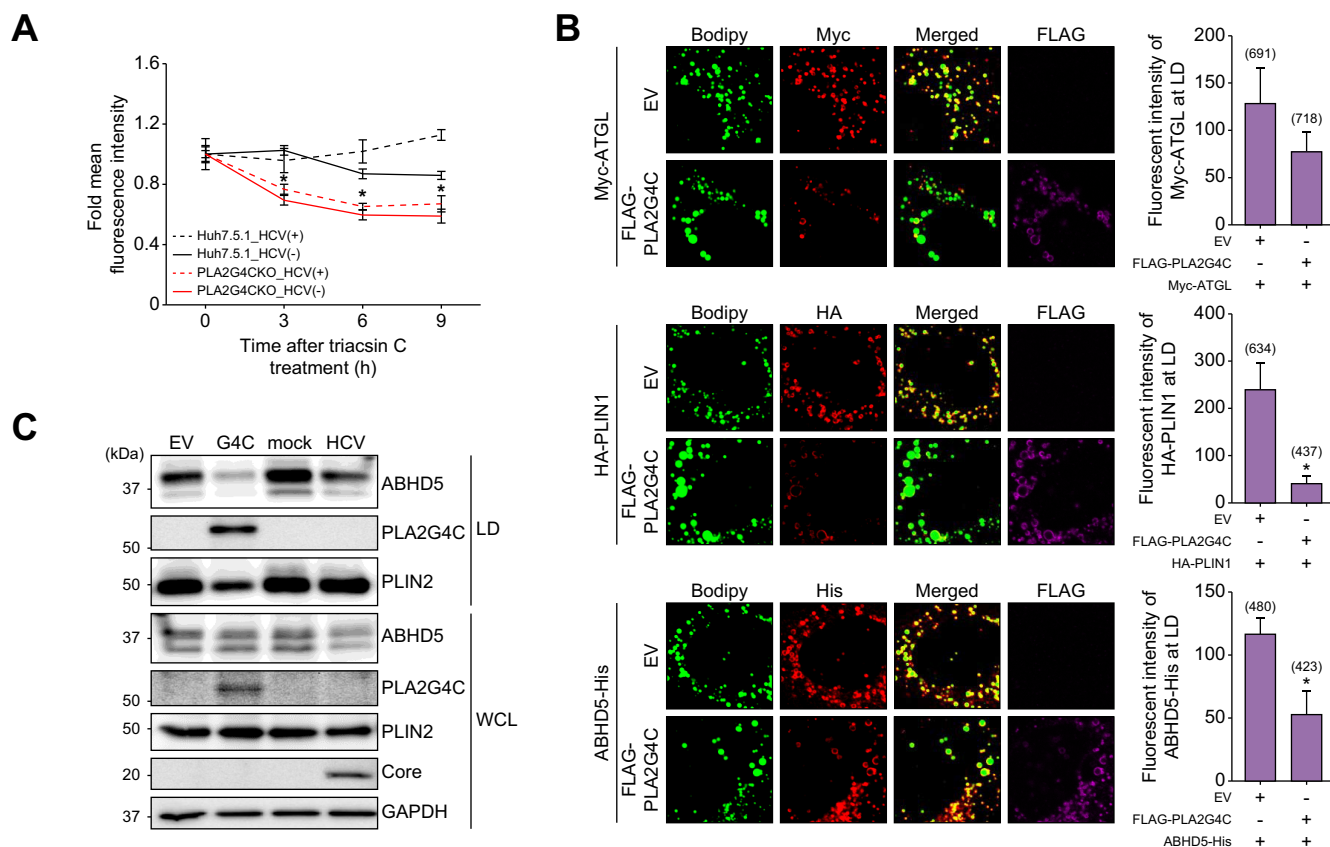 A
Fold mean
fluorescence intensity
1.6
1.2
0.8
0.4
0
Huh7.5.1_HCV(+)
Huh7.5.1_HCV(-)
PLA2G4CKO_HCV(+)
PLA2G4CKO_HCV(-)
*
*
*
0
3
6
9
Time after triacsin C
treatment (h)
B
Bodipy
Myc
Merged
FLAG
Myc-ATGL
EV
FLAG-
PLA2G4C
Fluorescent intensity of
Myc-ATGL at LD
200
150
100
50
0
(691)
(718)
EV
+
-
FLAG-PLA2G4C
-
+
Myc-ATGL
+
+
Bodipy
HA
Merged
FLAG
HA-PLIN1
EV
FLAG-
PLA2G4C
Fluorescent intensity of
HA-PLIN1 at LD
400
300
200
100
0
(634)
(437)
*
EV
+
-
FLAG-PLA2G4C
-
+
HA-PLIN1
+
+
Bodipy
His
Merged
FLAG
ABHD5-His
EV
FLAG-
PLA2G4C
Fluorescent intensity of
ABHD5-His at LD
150
100
50
0
(480)
(423)
*
EV
+
-
FLAG-PLA2G4C
-
+
ABHD5-His
+
+
C
(kDa)
EV
G4C
mock
HCV
37
ABHD5
50
PLA2G4C
50
PLIN2
LD
37
ABHD5
50
PLA2G4C
50
PLIN2
20
Core
37
GAPDH
WCL